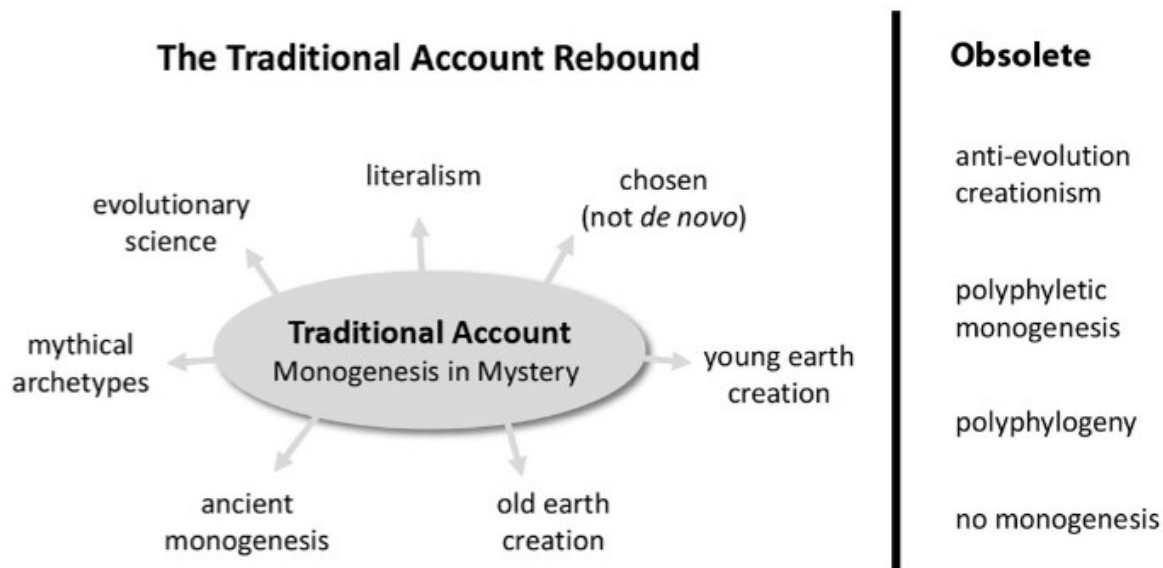 The Traditional Account Rebound
literalism
chosen
(not de novo)
evolutionary
science
Traditional Account
Monogenesis in Mystery
mythical
archetypes
young earth
creation
ancient
monogenesis
old earth
creation
Obsolete
anti-evolution
creationism
polyphyletic
monogenesis
polyphylogeny
no monogenesis